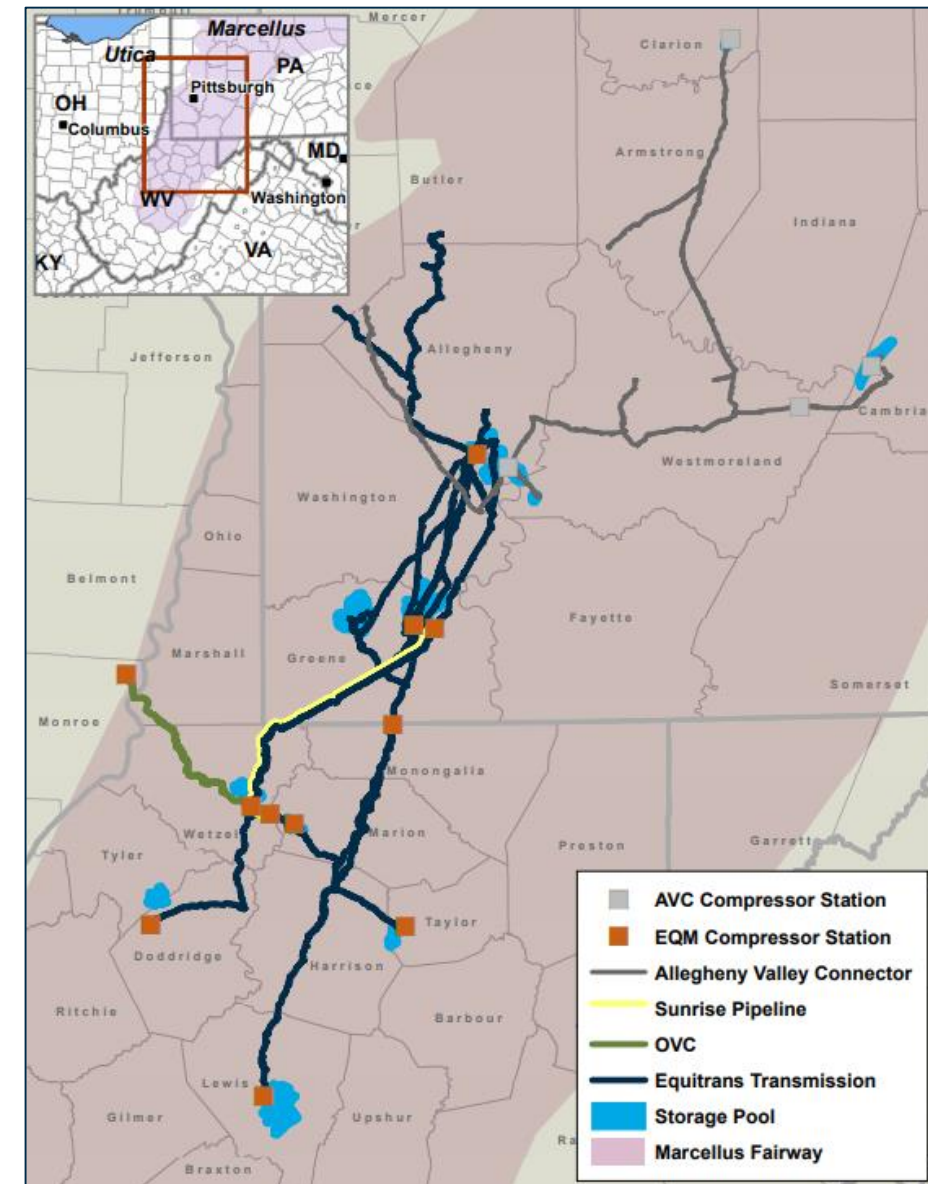 Mercer
Marcellus
Utica
PA
Pittsburgh
OH
Columbus
MD
WV
Washington
VA
KY
Clarion
Armstrong
Butler
Indiana
Jefferson
Allegheny
Cambria
Westmoreland
Washington
Ohio
Belmont
Fayette
Marshall
Greene
Somerset
Monroe
Monongalia
Wetzel
Marion
Preston
Garrett
Tyler
Taylor
Doddridge
Harrison
Ritchie
Barbour
Lewis
Gilmer
Upshur
Braxton
AVC Compressor Station
EQM Compressor Station
Allegheny Valley Connector
Sunrise Pipeline
OVC
Equitrans Transmission
Storage Pool
Marcellus Fairway